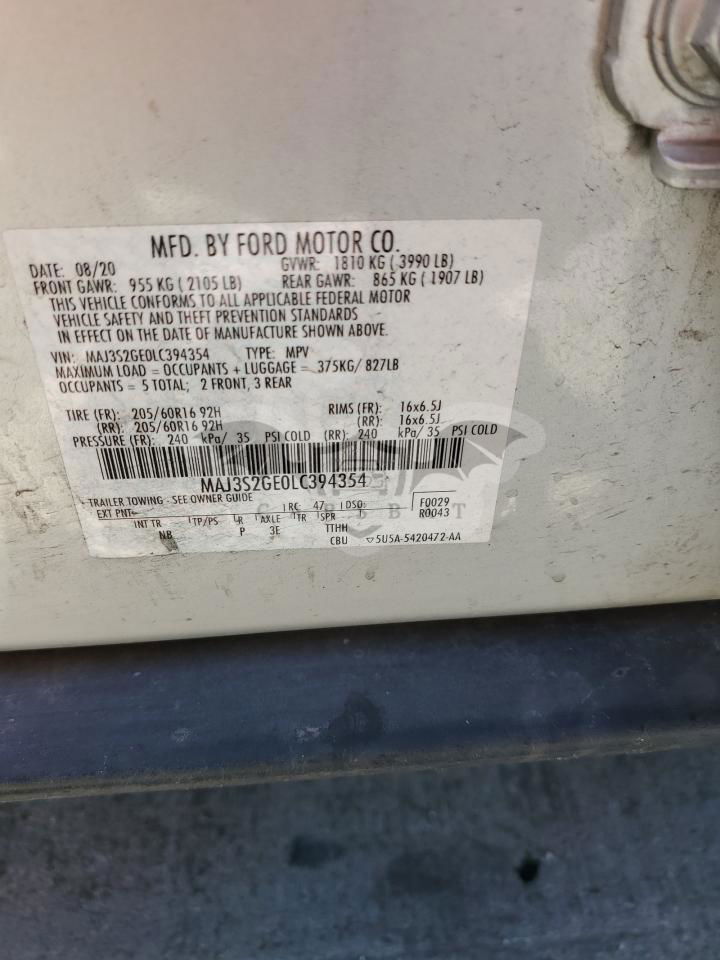 MFD. BY FORD MOTOR CO.
DATE: 08/20 GVWR: 1810 KG ( 3990 LB)
FRONT GAWR: 955 KG ( 2105 LB) REAR GAWR: 865 KG ( 1907 LB)
THIS VEHICLE CONFORMS TO ALL APPLICABLE FEDERAL MOTOR
VEHICLE SAFETY AND THEFT PREVENTION STANDARDS
IN EFFECT ON THE DATE OF MANUFACTURE SHOWN ABOVE.
VIN: MAJ3S2GE0LC394354 TYPE: MPV
MAXIMUM LOAD = OCCUPANTS + LUGGAGE = 375KG/ 827LB
OCCUPANTS = 5 TOTAL; 2 FRONT, 3 REAR
TIRE (FR): 205/60R16 92H RIMS (FR): 16x6.5J
(RR): 205/60R16 92H (RR): 16x6.5J
PRESSURE (FR): 240 kPa/ 35 PSI COLD (RR): 240 kPa/ 35 PSI COLD
MAJ3S2GE0LC394354
TRAILER TOWING - SEE OWNER GUIDE
EXT PNT: RC: 47 DSO: F0029
R0043
INT TR TP/PS R AXLE TR SPR
NB P 3E D TTHH
CBU 5U5A-5420472-AA